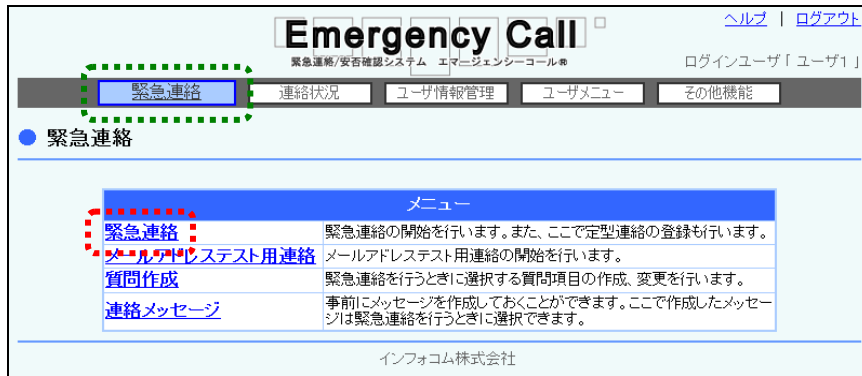 ヘルプ | ログアウト
Emergency Call
緊急連絡/安否確認システム エマージェンシーコール®
ログインユーザ「 ユーザ1 」
緊急連絡 連絡状況 ユーザ情報管理 ユーザメニュー その他機能
緊急連絡
メニュー
緊急連絡 緊急連絡の開始を行います。また、ここで定型連絡の登録も行います。
メールアドレステスト用連絡 メールアドレステスト用連絡の開始を行います。
質問作成 緊急連絡を行うときに選択する質問項目の作成、変更を行います。
連絡メッセージ 事前にメッセージを作成しておくことができます。ここで作成したメッセー
ジは緊急連絡を行うときに選択できます。
インフォコム株式会社